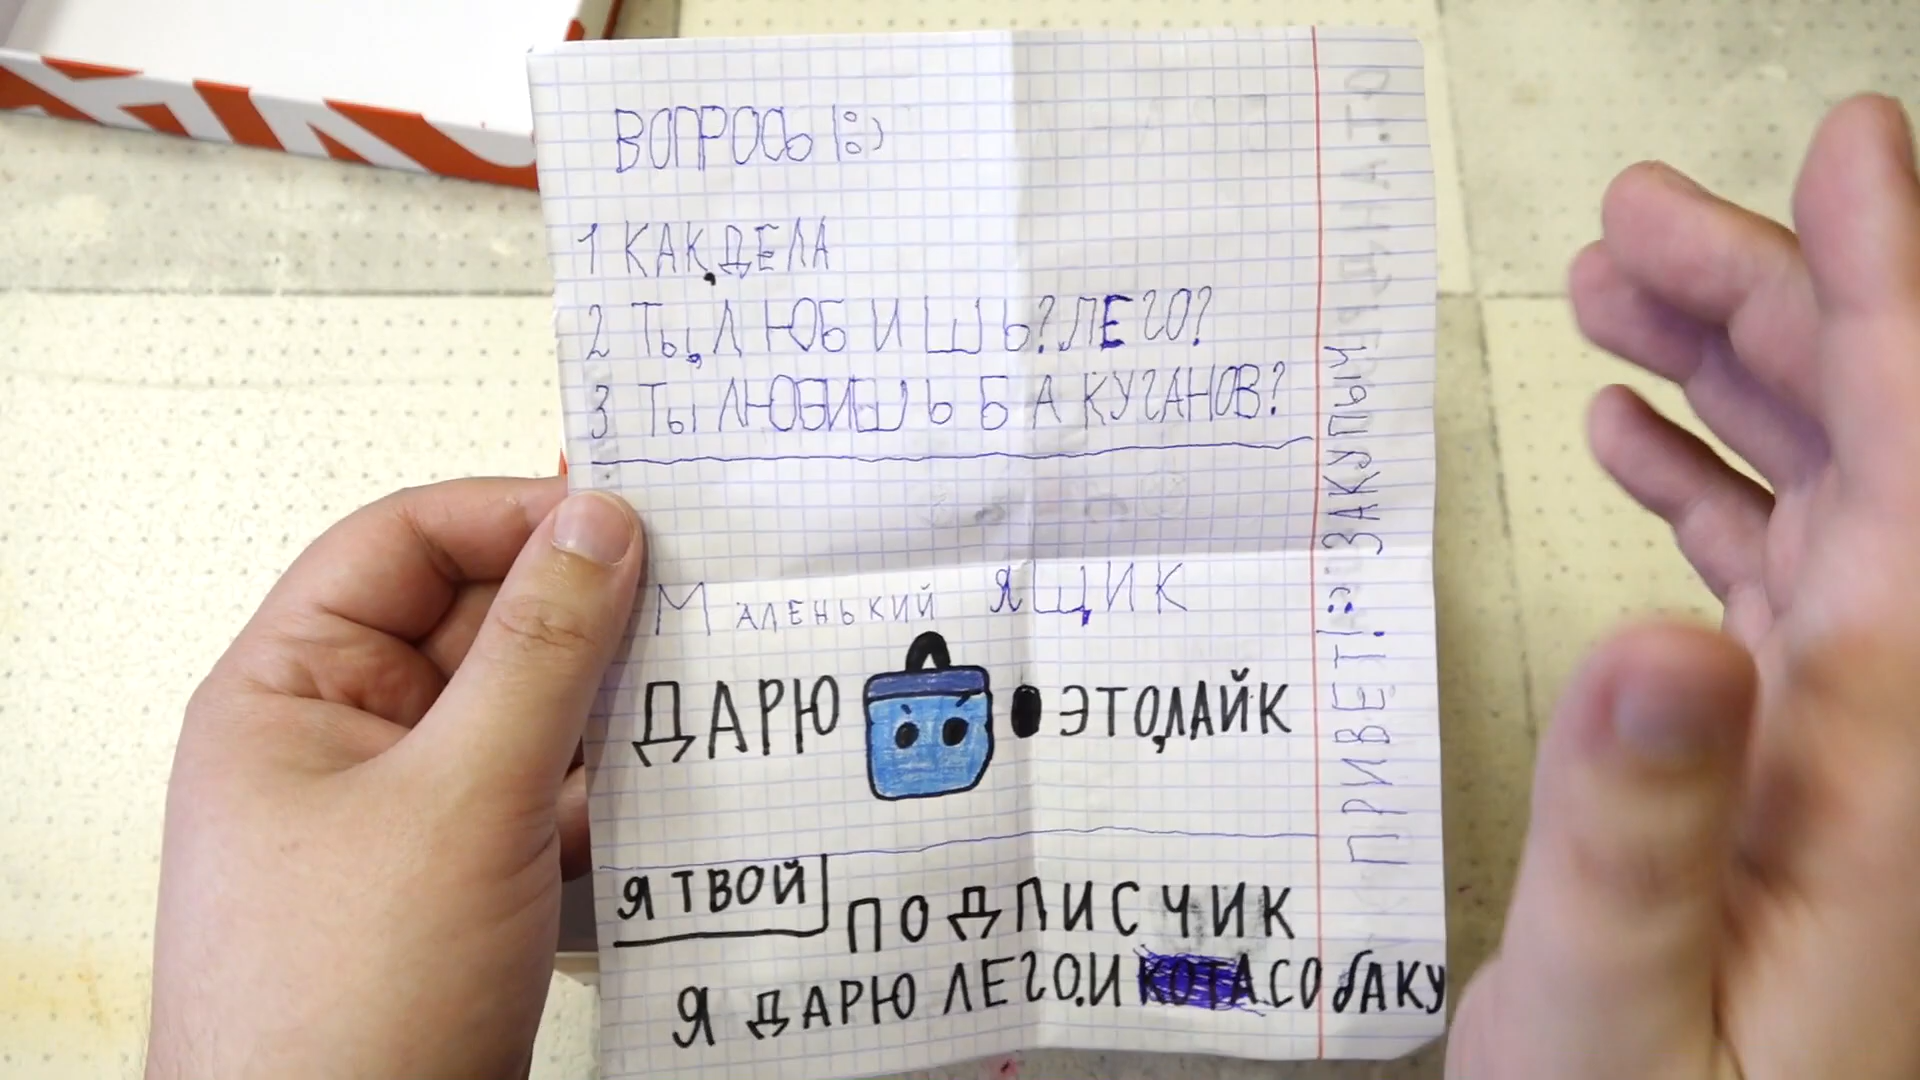 ВОПРОСЫ :)
1 КАК ДЕЛА
2 ТЫ, ЛЮБИШЬ? ЛЕГО?
3 ТЫ ЛЮБИШЬ БАКУГАНОВ?
МАЛЕНЬКИЙ ЯЩИК
ДАРЮ ЭТО ЛАЙК
Я ТВОЙ ПОДПИСЧИК
Я ДАРЮ ЛЕГО.И КОТА СОБАКУ
ПРИВЕТ! :) ЗАКУПЫЧ